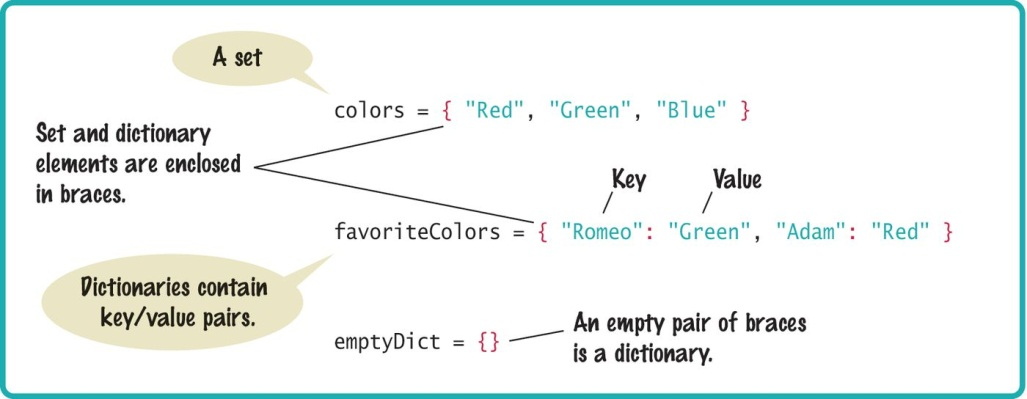 A set
colors = { "Red", "Green", "Blue" }
Set and dictionary
elements are enclosed
in braces.
Key
Value
favoriteColors = { "Romeo": "Green", "Adam": "Red" }
Dictionaries contain
key/value pairs.
emptyDict = {}
An empty pair of braces
is a dictionary.